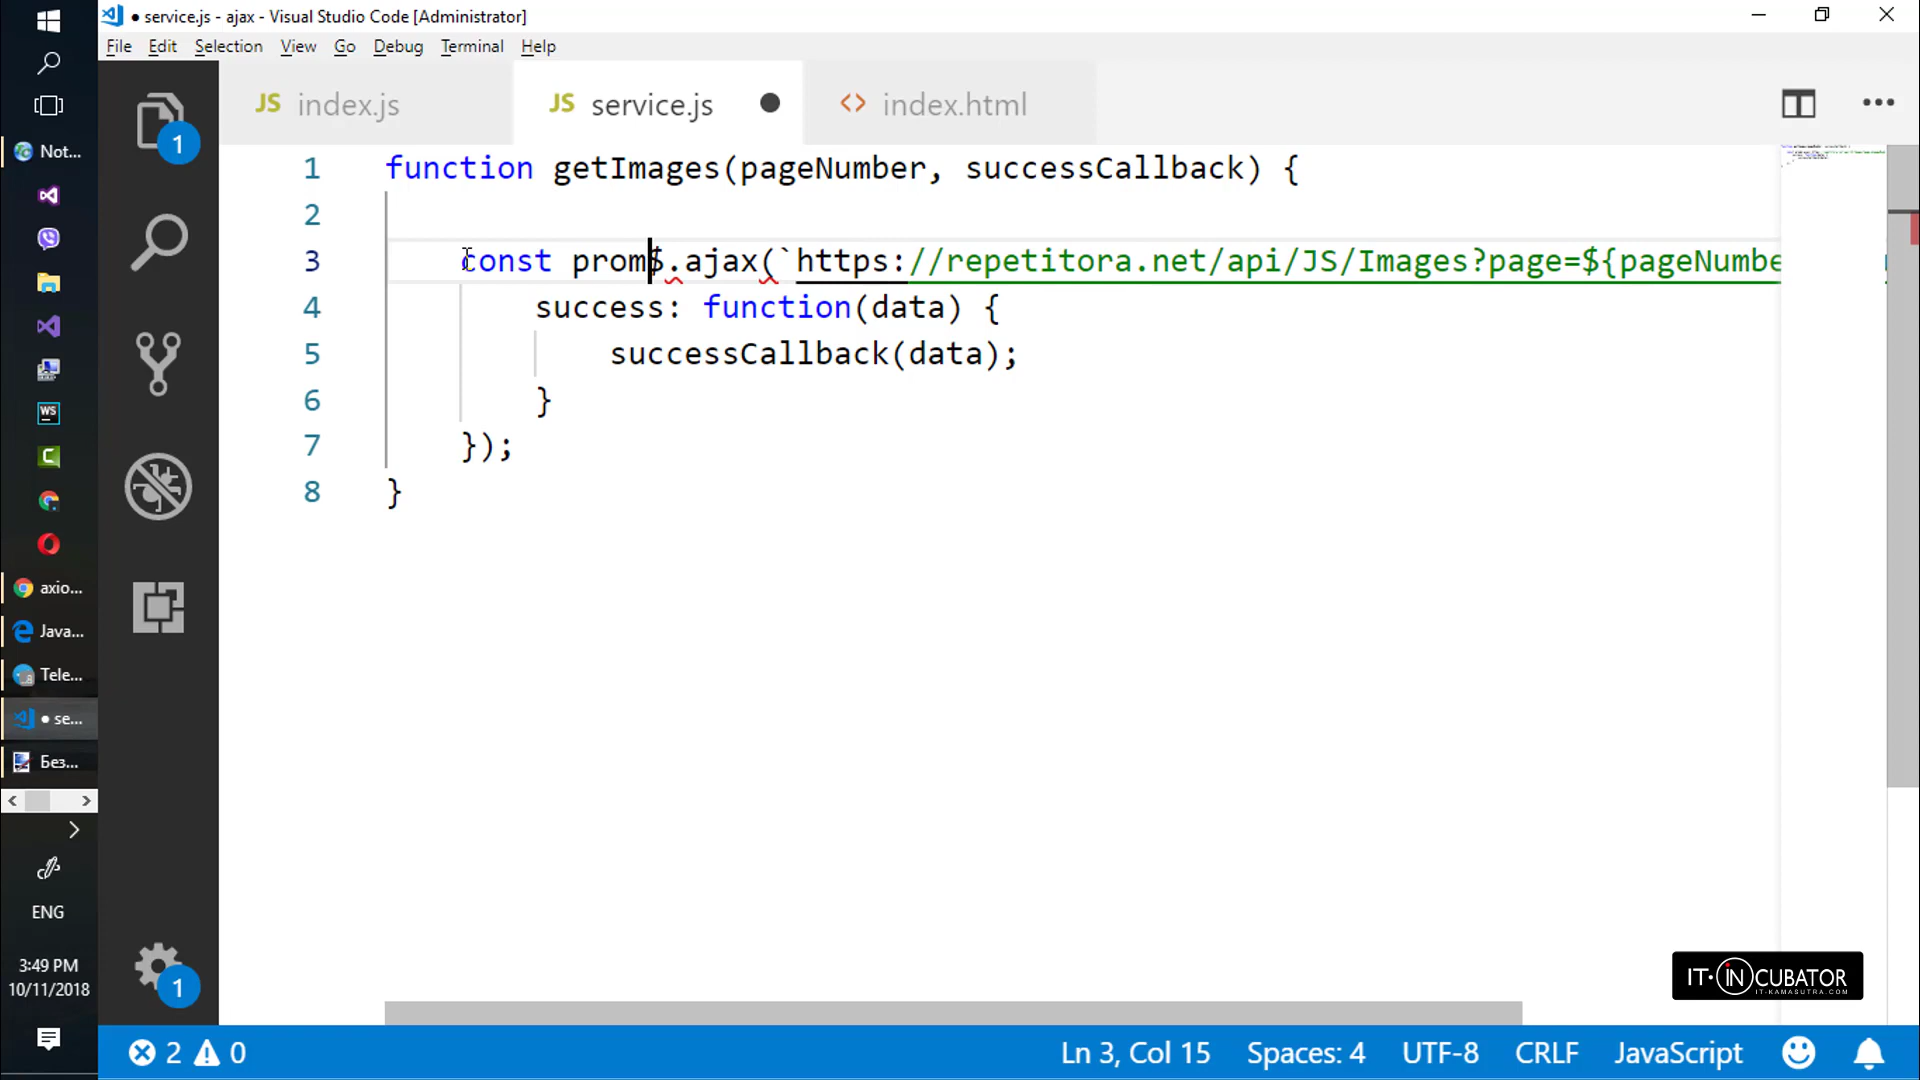 ● service.js - ajax - Visual Studio Code [Administrator]
File Edit Selection View Go Debug Terminal Help
JS index.js
JS service.js
<> index.html
1 function getImages(pageNumber, successCallback) {
2
3 const prom$.ajax(`https://repetitora.net/api/JS/Images?page=${pageNumbe
4 success: function(data) {
5 successCallback(data);
6 }
7 });
8 }
1
1
Not...
WS
C
axio...
Java...
Tele...
● se...
Без...
ENG
3:49 PM
10/11/2018
IT·INCUBATOR
IT-KAMASUTRA.COM
2 0 Ln 3, Col 15 Spaces: 4 UTF-8 CRLF JavaScript